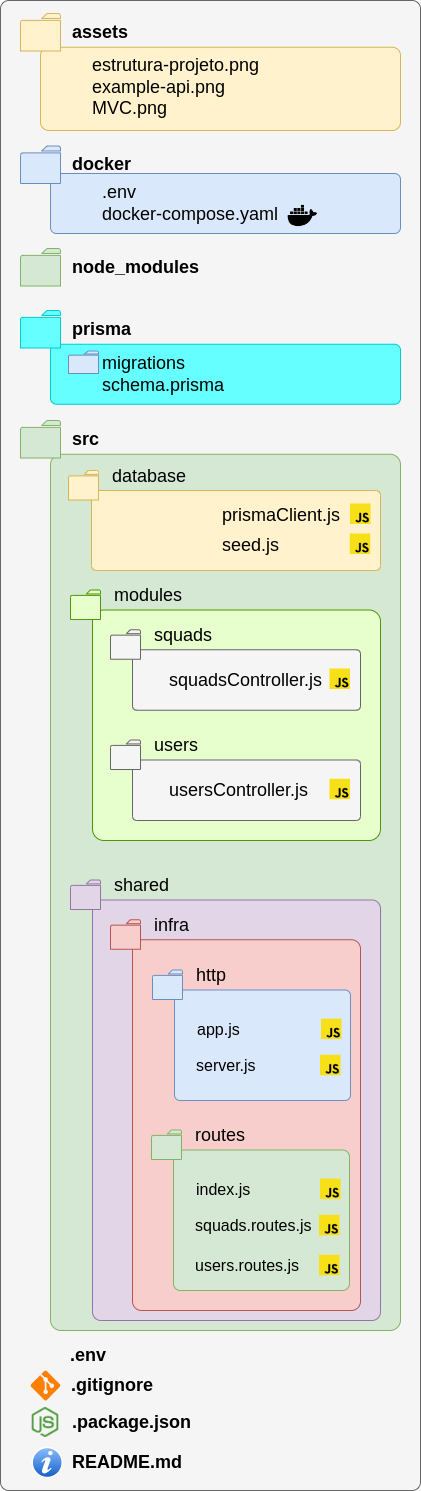 assets
estrutura-projeto.png
example-api.png
MVC.png
docker
.env
docker-compose.yaml
node_modules
prisma
migrations
schema.prisma
src
database
prismaClient.js JS
seed.js JS
modules
squads
squadsController.js JS
users
usersController.js JS
shared
infra
http
app.js JS
server.js JS
routes
index.js JS
squads.routes.js JS
users.routes.js JS
.env
.gitignore
JS .package.json
i README.md